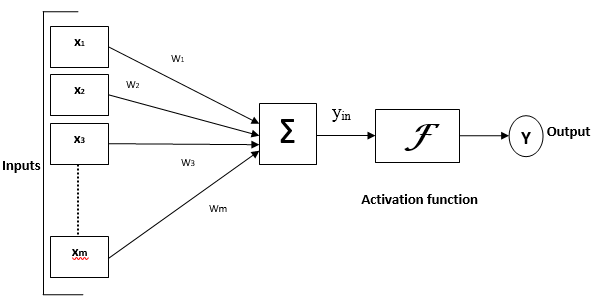 Inputs
x₁
x₂
x₃
xm
W₁
W₂
W₃
Wm
Σ
yin
ℱ
Activation function
Y
Output